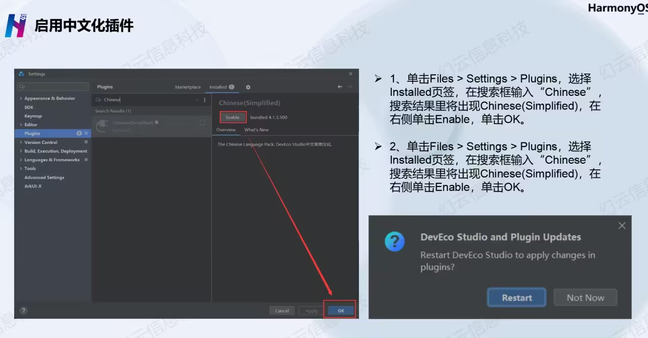 HarmonyOS
启用中文化插件
Settings
Appearance & Behavior
SDK
Keymap
Editor
Plugins
Version Control
Build, Execution, Deployment
Languages & Frameworks
Tools
Advanced Settings
ArkUI-X
Plugins
Marketplace
Installed
Chinese
Search Results (1)
Chinese(Simplified)
Chinese(Simplified)
Enable
bundled 4.1.3.500
Overview
What's New
The Chinese Language Pack. DevEco Studio中文语言包。
?
Cancel
Apply
OK
➢ 1、单击Files > Settings > Plugins，选择
Installed页签，在搜索框输入“Chinese”，
搜索结果里将出现Chinese(Simplified)，在
右侧单击Enable，单击OK。
➢ 2、单击Files > Settings > Plugins，选择
Installed页签，在搜索框输入“Chinese”，
搜索结果里将出现Chinese(Simplified)，在
右侧单击Enable，单击OK。
DevEco Studio and Plugin Updates
Restart DevEco Studio to apply changes in
plugins?
Restart
Not Now
幻云信息科技